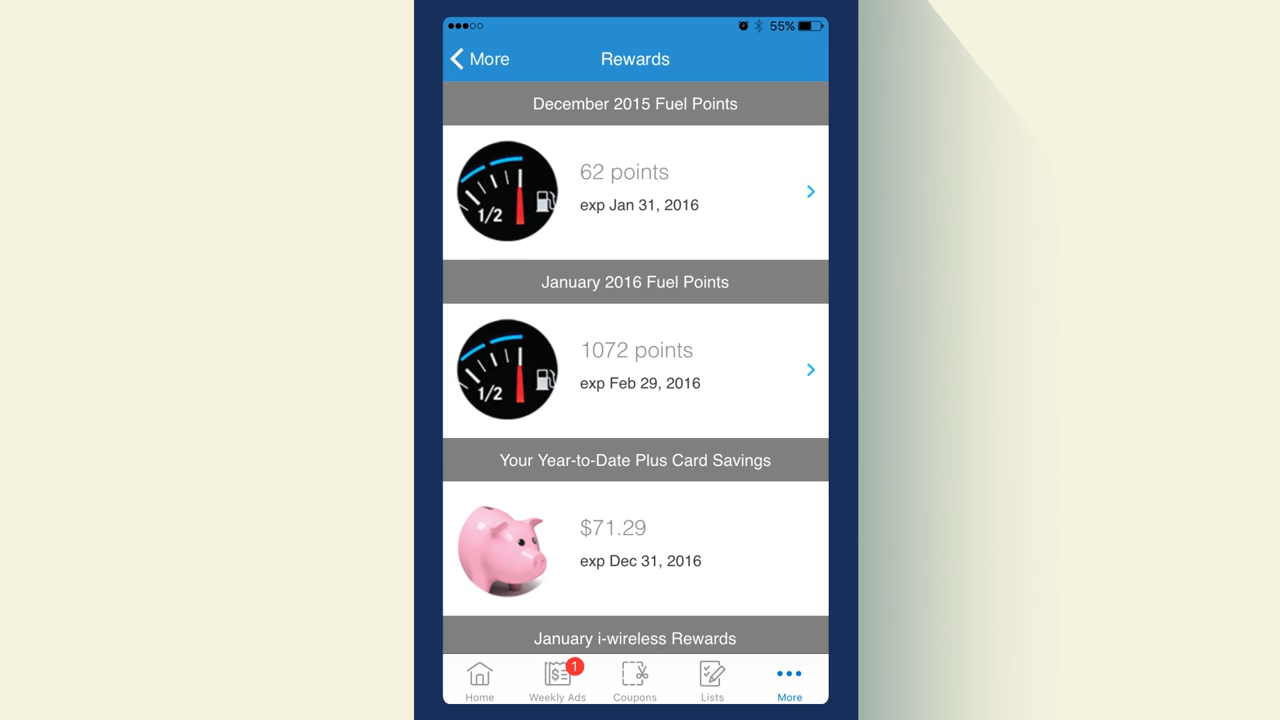 55%
More
Rewards
December 2015 Fuel Points
62 points
exp Jan 31, 2016
1/2
January 2016 Fuel Points
1072 points
exp Feb 29, 2016
1/2
Your Year-to-Date Plus Card Savings
$71.29
exp Dec 31, 2016
January i-wireless Rewards
1
Home
Weekly Ads
Coupons
Lists
More